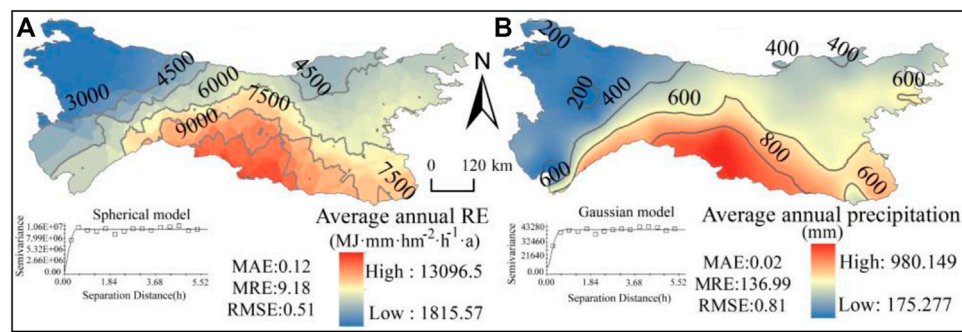 A
3000
4500
6000
4500
7500
9000
7500
N
0 120 km
Spherical model
Semivariance
1.06E+07
7.99E+06
5.32E+06
2.66E+06
0.00
0.00 1.84 3.68 5.52
Separation Distance(h)
MAE:0.12
MRE:9.18
RMSE:0.51
Average annual RE
(MJ·mm·hm-2·h-1·a)
High : 13096.5
Low : 1815.57
B
200
200
400
600
400
400
600
800
600
600
Gaussian model
Semivariance
43280
32460
21640
0.00
0.00 1.84 3.68 5.52
Separation Distance(h)
MAE:0.02
MRE:136.99
RMSE:0.81
Average annual precipitation
(mm)
High: 980.149
Low: 175.277